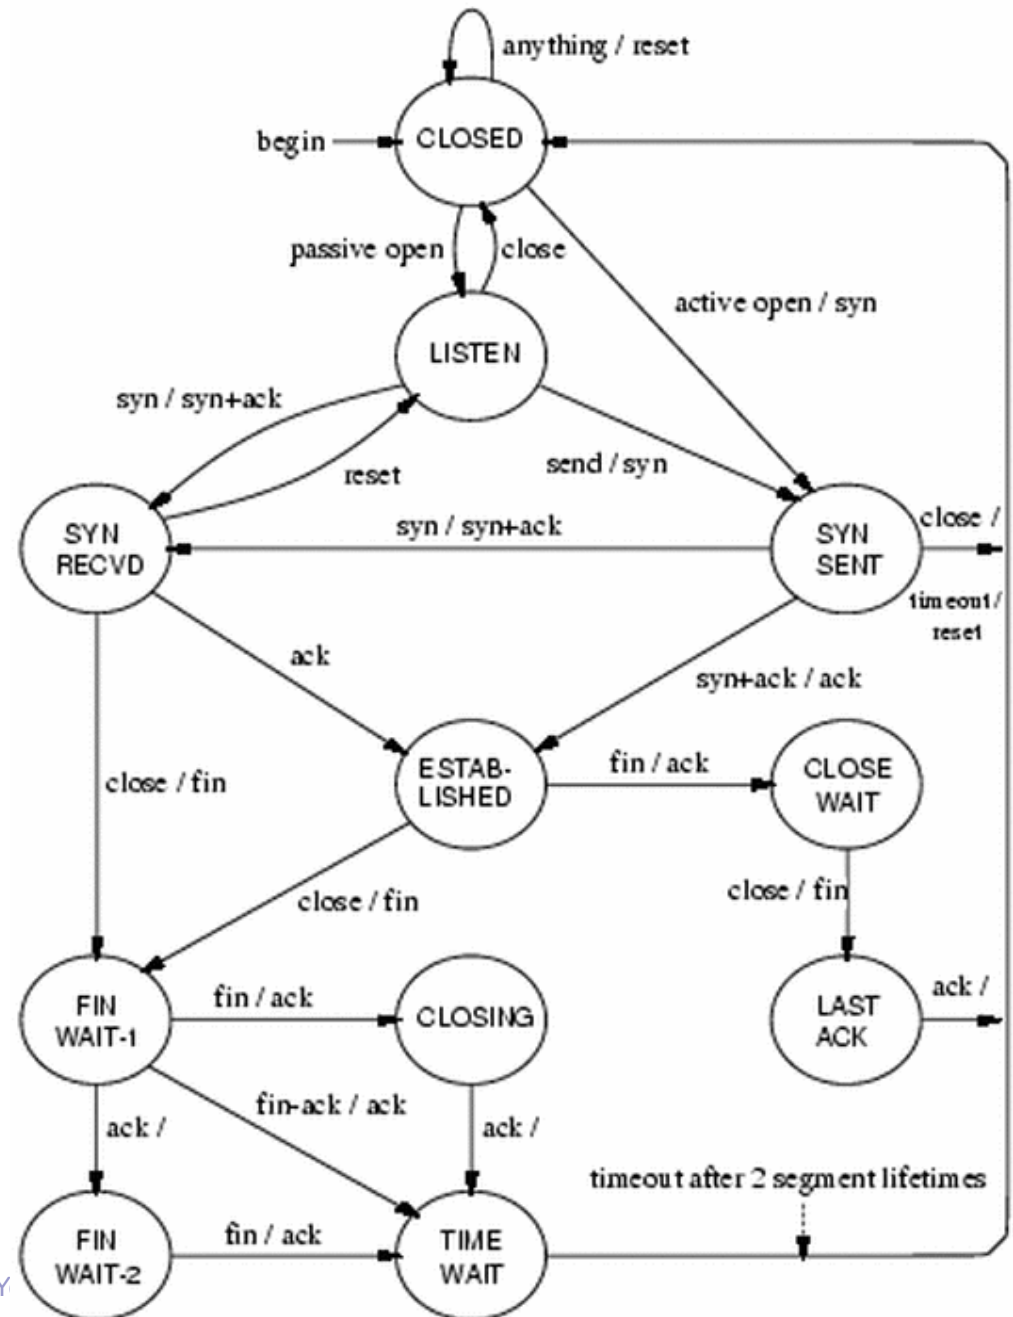 anything / reset
begin
CLOSED
passive open
close
active open / syn
LISTEN
syn / syn+ack
reset
send / syn
SYN
RECVD
syn / syn+ack
SYN
SENT
close /
timeout /
reset
ack
syn+ack / ack
close / fin
ESTAB-
LISHED
fin / ack
CLOSE
WAIT
close / fin
close / fin
FIN
WAIT-1
fin / ack
CLOSING
LAST
ACK
ack /
ack /
fin-ack / ack
ack /
timeout after 2 segment lifetimes
FIN
WAIT-2
fin / ack
TIME
WAIT